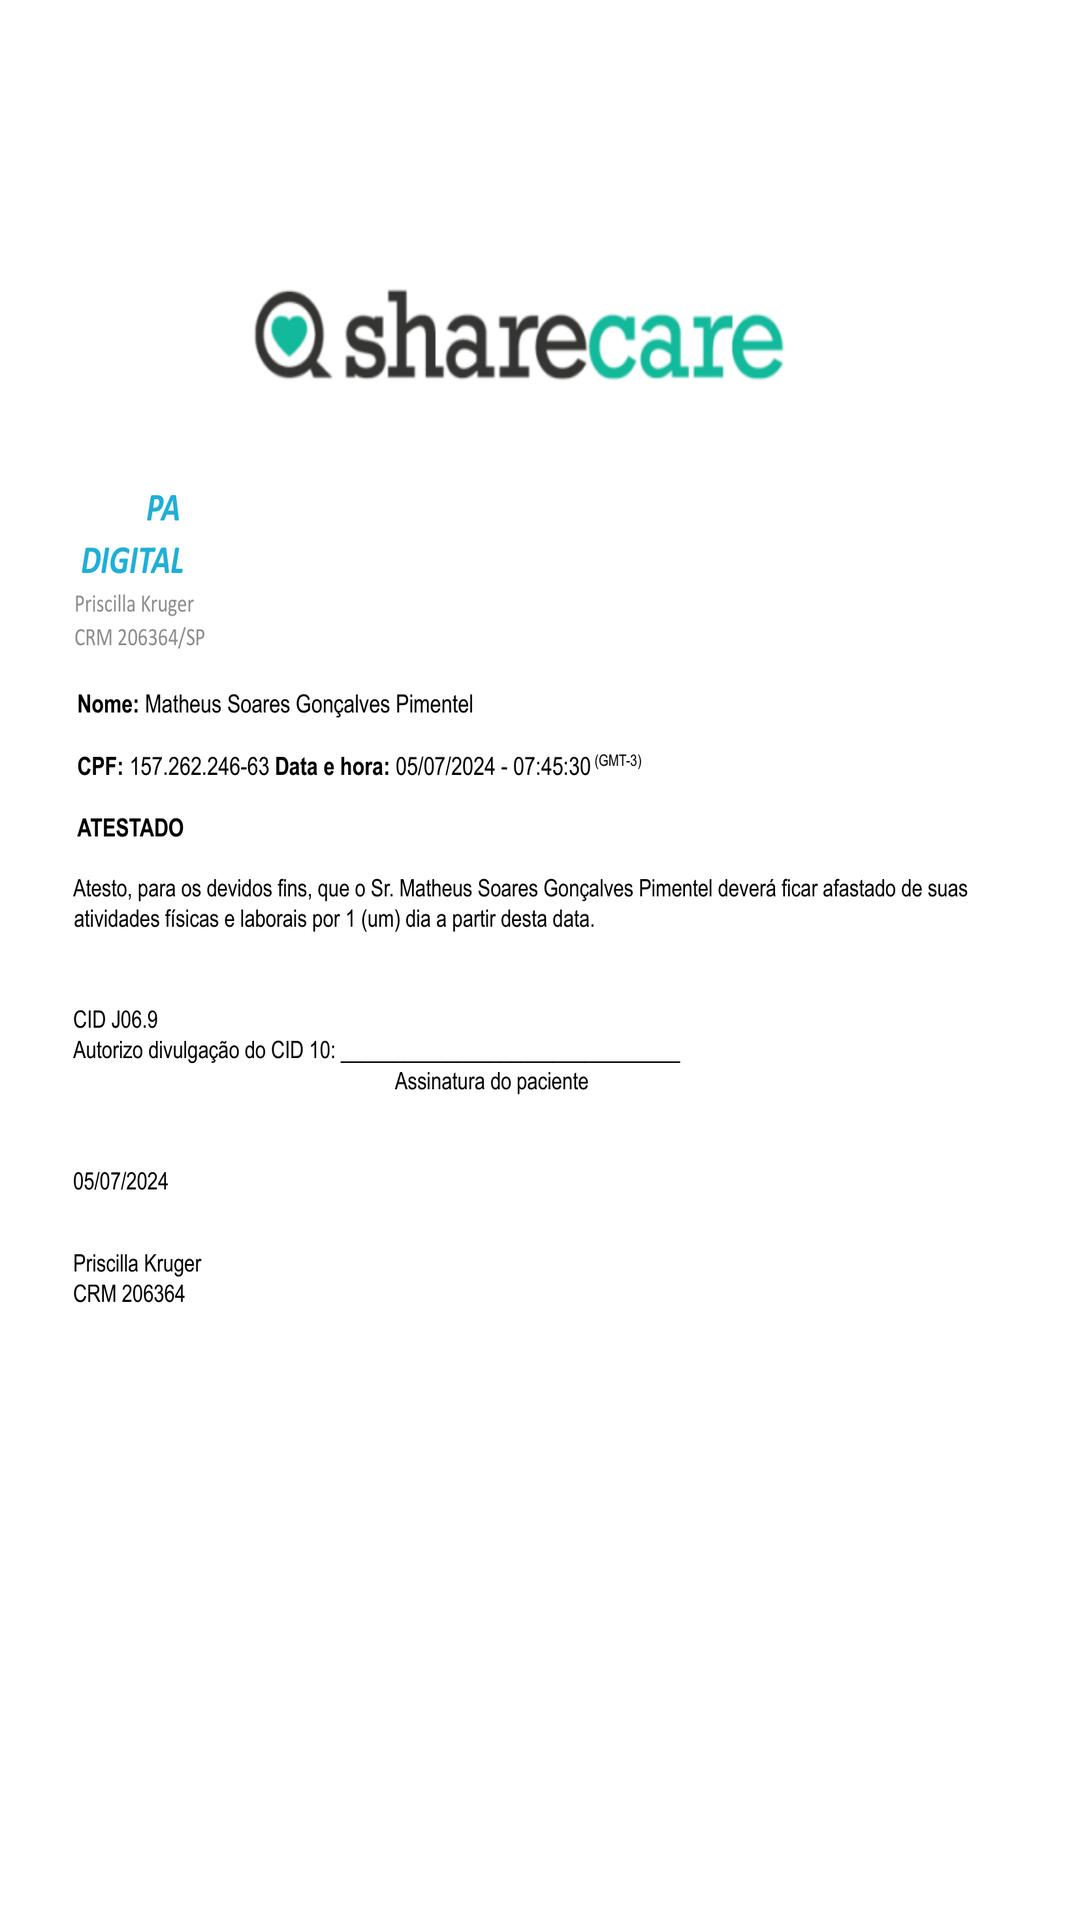 sharecare
PA
DIGITAL
Priscilla Kruger
CRM 206364/SP
Nome: Matheus Soares Gonçalves Pimentel
CPF: 157.262.246-63 Data e hora: 05/07/2024 - 07:45:30 (GMT-3)
ATESTADO
Atesto, para os devidos fins, que o Sr. Matheus Soares Gonçalves Pimentel deverá ficar afastado de suas
atividades físicas e laborais por 1 (um) dia a partir desta data.
CID J06.9
Autorizo divulgação do CID 10: ______________________________
Assinatura do paciente
05/07/2024
Priscilla Kruger
CRM 206364